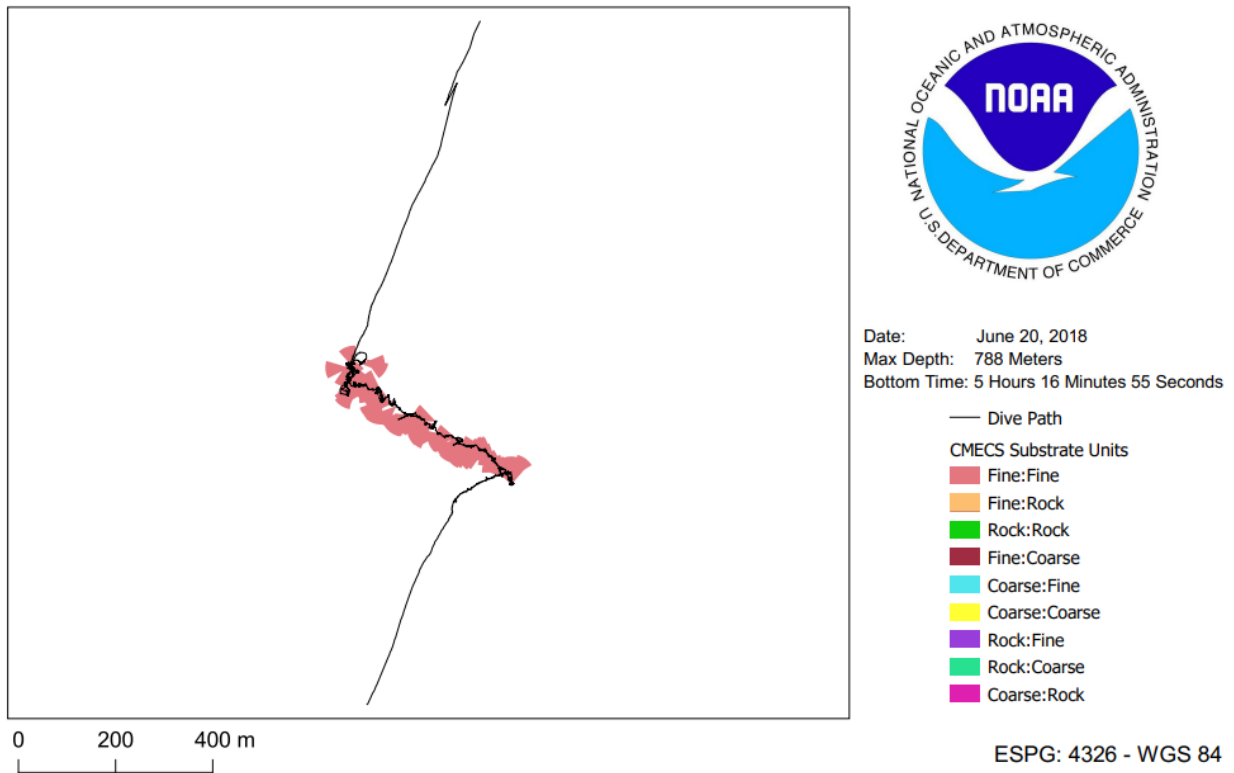 NATIONAL OCEANIC AND ATMOSPHERIC ADMINISTRATION
NOAA
U.S. DEPARTMENT OF COMMERCE
Date: June 20, 2018
Max Depth: 788 Meters
Bottom Time: 5 Hours 16 Minutes 55 Seconds
Dive Path
CMECS Substrate Units
Fine:Fine
Fine:Rock
Rock:Rock
Fine:Coarse
Coarse:Fine
Coarse:Coarse
Rock:Fine
Rock:Coarse
Coarse:Rock
0 200 400 m
ESPG: 4326 - WGS 84